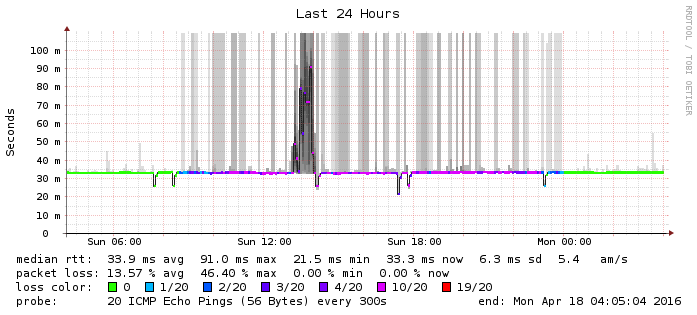 Last 24 Hours
RRDTOOL / TOBI OETIKER
Seconds
100 m
90 m
80 m
70 m
60 m
50 m
40 m
30 m
20 m
10 m
0
Sun 06:00 Sun 12:00 Sun 18:00 Mon 00:00
median rtt: 33.9 ms avg 91.0 ms max 21.5 ms min 33.3 ms now 6.3 ms sd 5.4 am/s
packet loss: 13.57 % avg 46.40 % max 0.00 % min 0.00 % now
loss color: 0 1/20 2/20 3/20 4/20 10/20 19/20
probe: 20 ICMP Echo Pings (56 Bytes) every 300s end: Mon Apr 18 04:05:04 2016